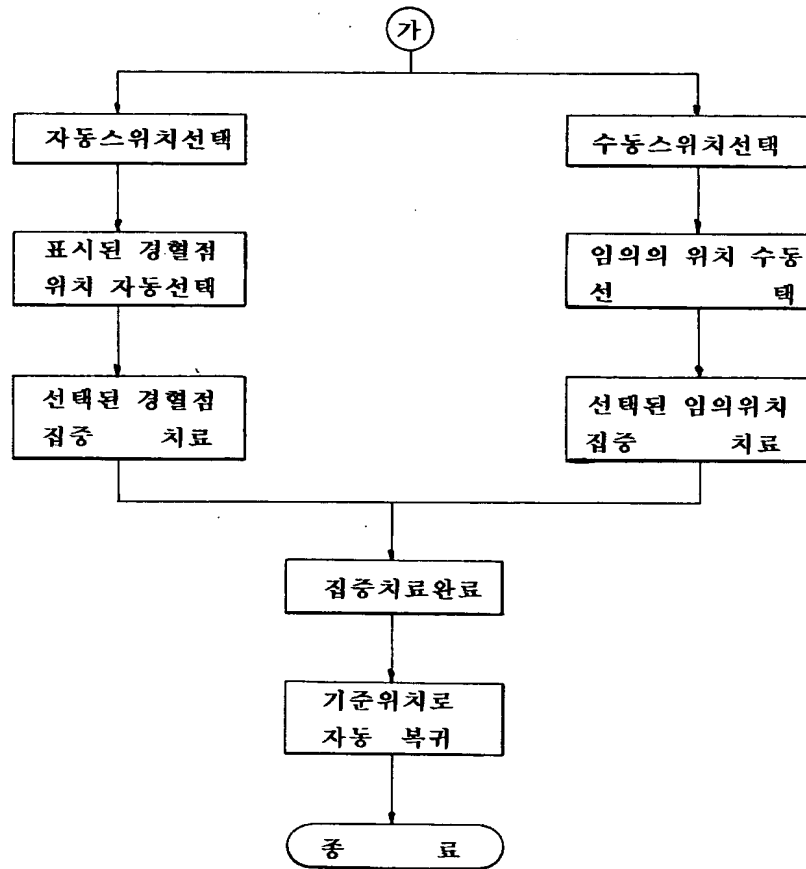 가
자동스위치선택
수동스위치선택
표시된 경혈점
위치 자동선택
임의의 위치 수동
선 택
선택된 경혈점
집중 치료
선택된 임의위치
집중 치료
집중치료완료
기준위치로
자동 복귀
종 료